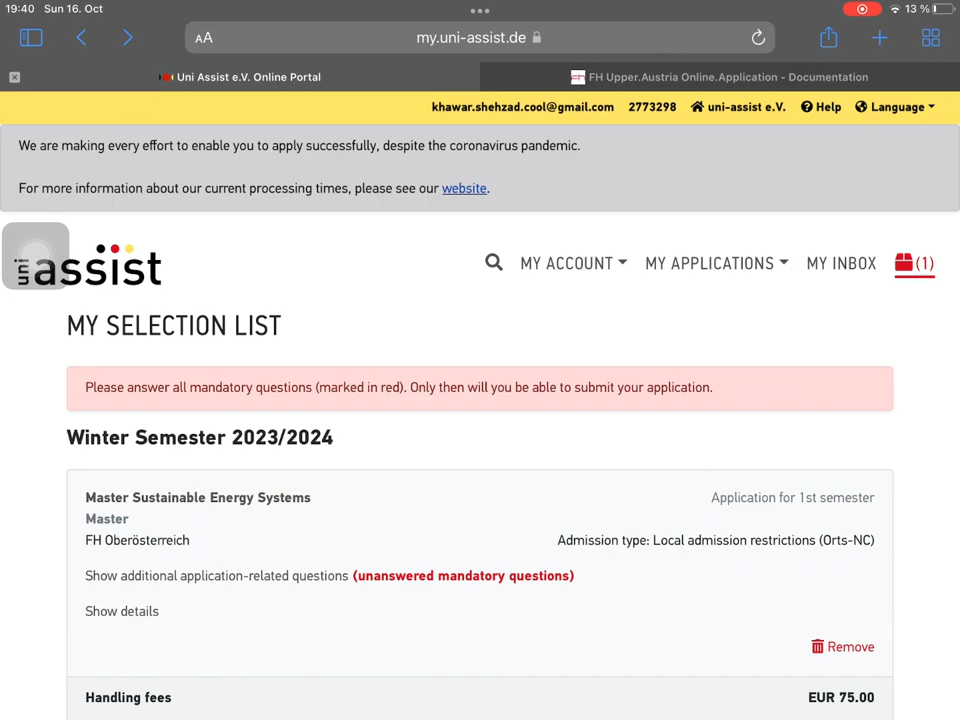 19:40 Sun 16. Oct
13 %
AA my.uni-assist.de
Uni Assist e.V. Online Portal
FH Upper.Austria Online.Application - Documentation
khawar.shehzad.cool@gmail.com 2773298 uni-assist e.V. Help Language
We are making every effort to enable you to apply successfully, despite the coronavirus pandemic.
For more information about our current processing times, please see our website.
uni assist
MY ACCOUNT MY APPLICATIONS MY INBOX (1)
MY SELECTION LIST
Please answer all mandatory questions (marked in red). Only then will you be able to submit your application.
Winter Semester 2023/2024
Master Sustainable Energy Systems Application for 1st semester
Master
FH Oberösterreich Admission type: Local admission restrictions (Orts-NC)
Show additional application-related questions (unanswered mandatory questions)
Show details
Remove
Handling fees EUR 75.00